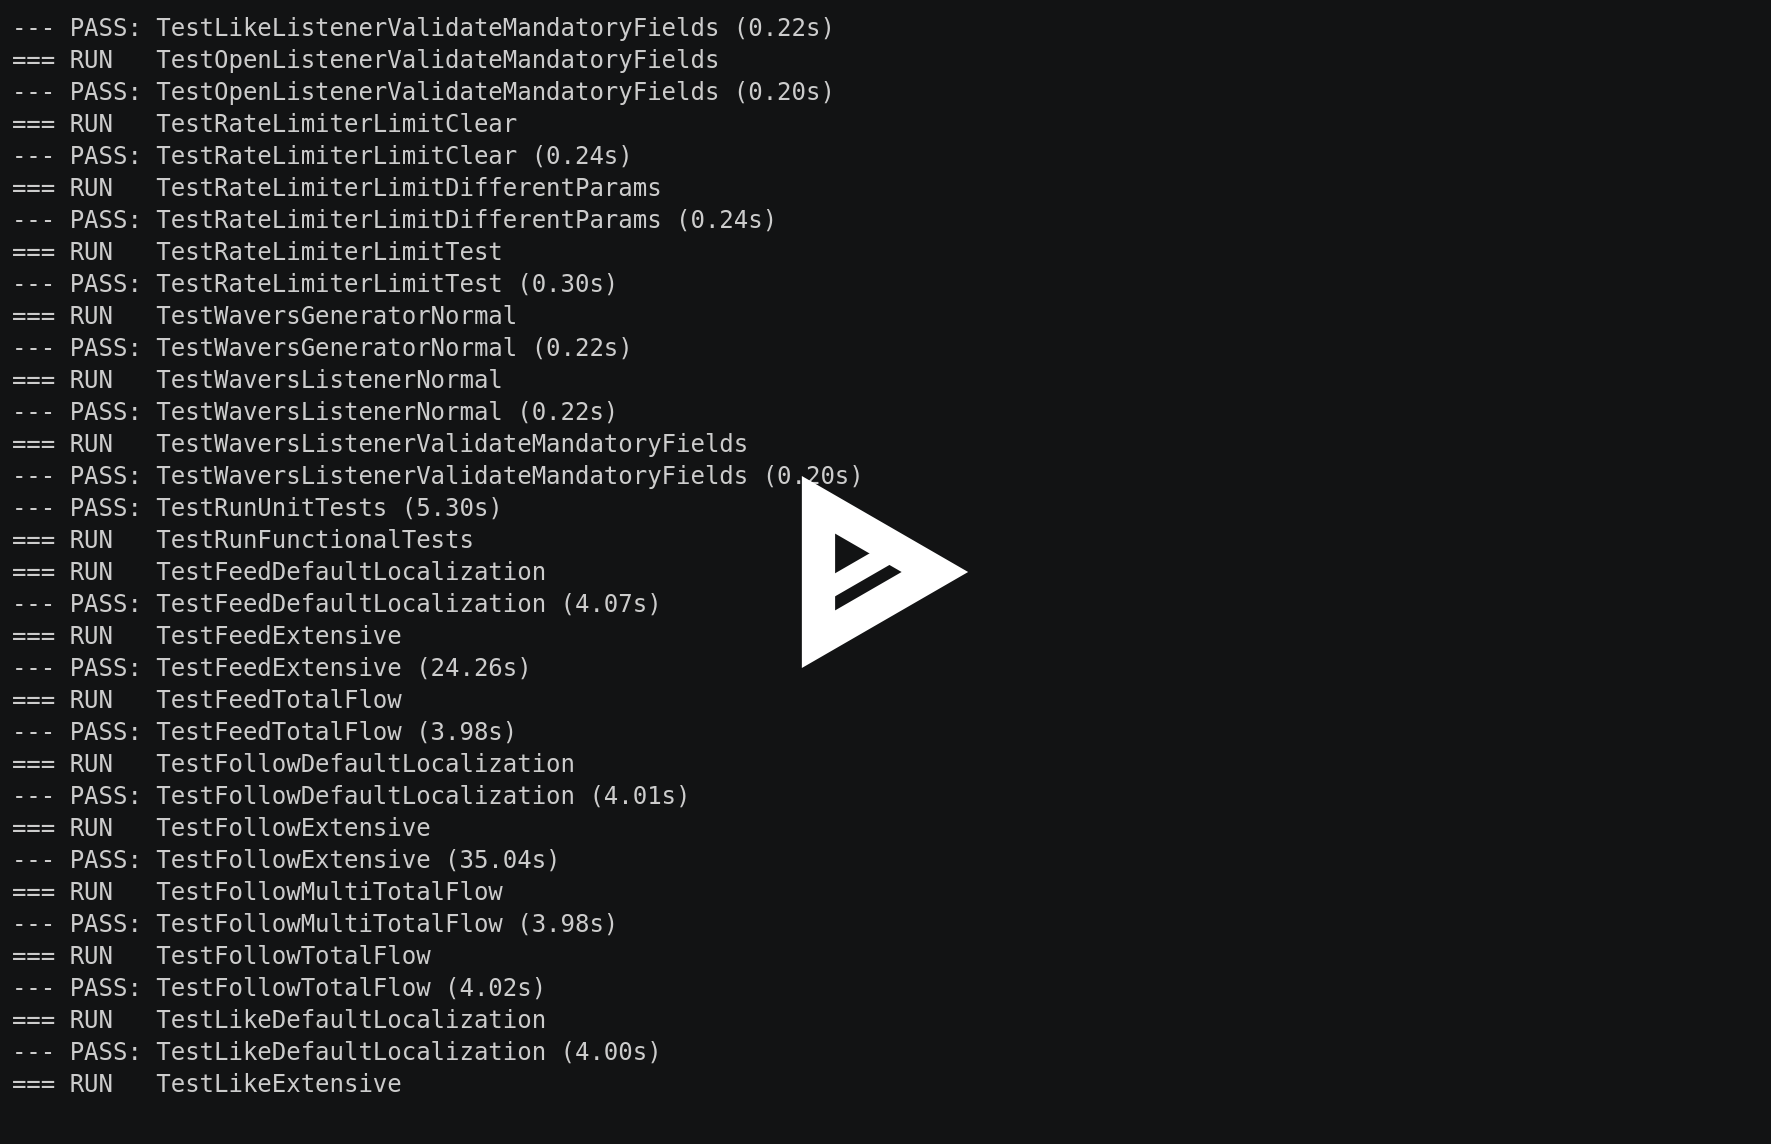 --- PASS: TestLikeListenerValidateMandatoryFields (0.22s)
=== RUN   TestOpenListenerValidateMandatoryFields
--- PASS: TestOpenListenerValidateMandatoryFields (0.20s)
=== RUN   TestRateLimiterLimitClear
--- PASS: TestRateLimiterLimitClear (0.24s)
=== RUN   TestRateLimiterLimitDifferentParams
--- PASS: TestRateLimiterLimitDifferentParams (0.24s)
=== RUN   TestRateLimiterLimitTest
--- PASS: TestRateLimiterLimitTest (0.30s)
=== RUN   TestWaversGeneratorNormal
--- PASS: TestWaversGeneratorNormal (0.22s)
=== RUN   TestWaversListenerNormal
--- PASS: TestWaversListenerNormal (0.22s)
=== RUN   TestWaversListenerValidateMandatoryFields
--- PASS: TestWaversListenerValidateMandatoryFields (0.20s)
--- PASS: TestRunUnitTests (5.30s)
=== RUN   TestRunFunctionalTests
=== RUN   TestFeedDefaultLocalization
--- PASS: TestFeedDefaultLocalization (4.07s)
=== RUN   TestFeedExtensive
--- PASS: TestFeedExtensive (24.26s)
=== RUN   TestFeedTotalFlow
--- PASS: TestFeedTotalFlow (3.98s)
=== RUN   TestFollowDefaultLocalization
--- PASS: TestFollowDefaultLocalization (4.01s)
=== RUN   TestFollowExtensive
--- PASS: TestFollowExtensive (35.04s)
=== RUN   TestFollowMultiTotalFlow
--- PASS: TestFollowMultiTotalFlow (3.98s)
=== RUN   TestFollowTotalFlow
--- PASS: TestFollowTotalFlow (4.02s)
=== RUN   TestLikeDefaultLocalization
--- PASS: TestLikeDefaultLocalization (4.00s)
=== RUN   TestLikeExtensive